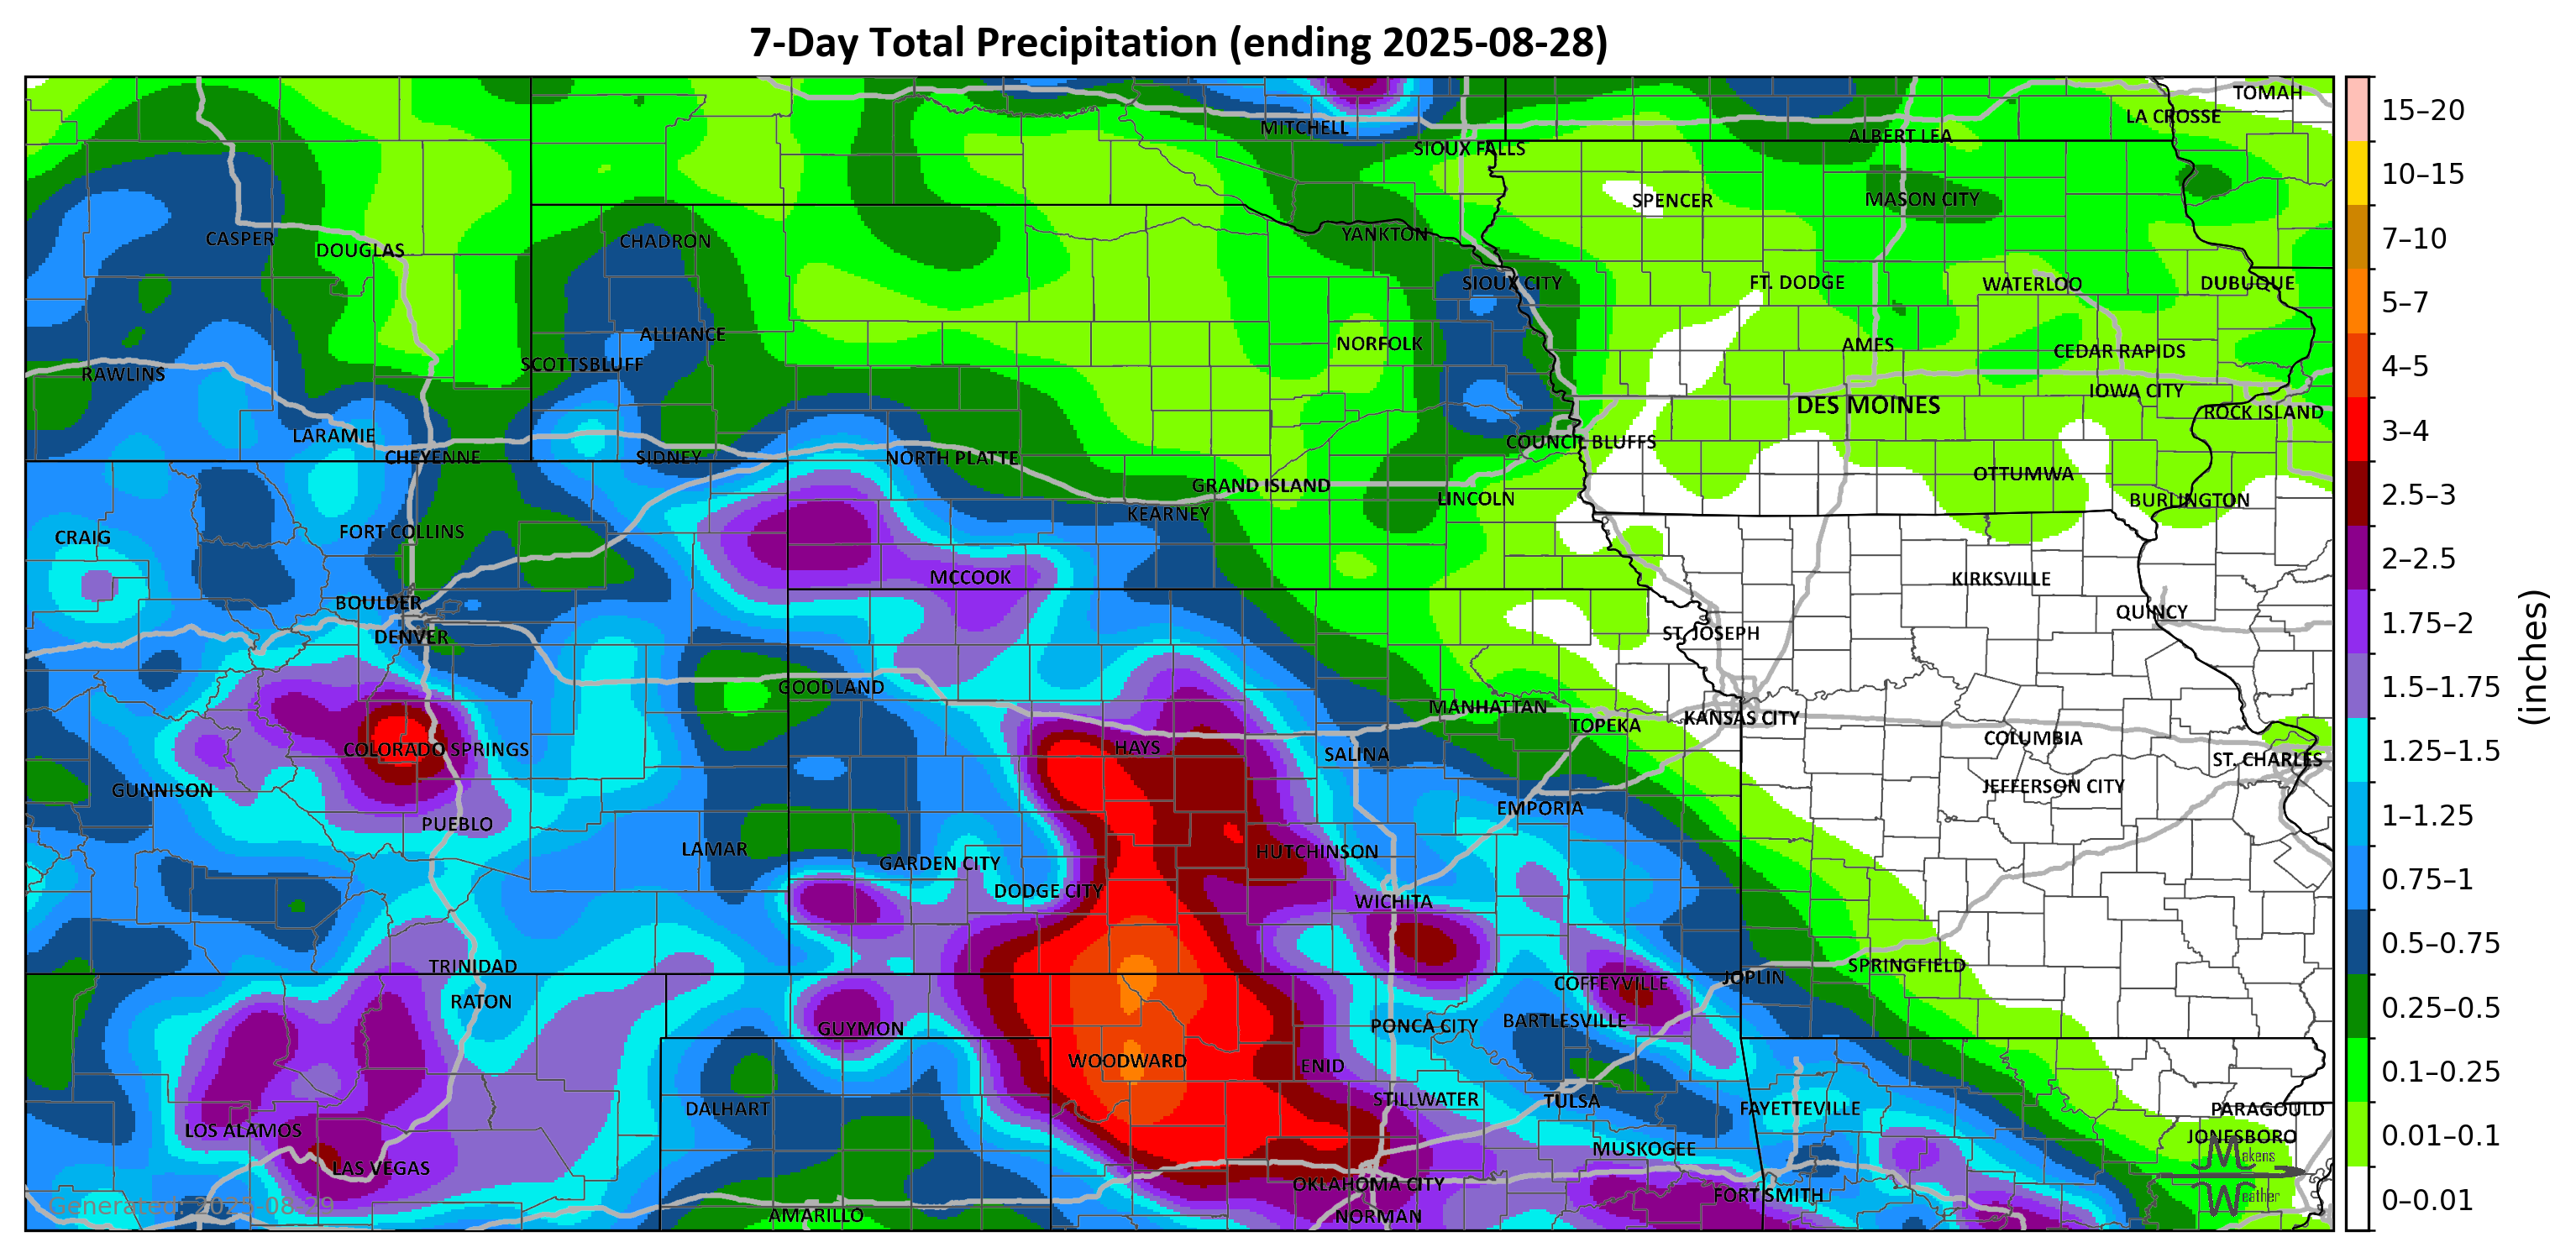 7-Day Total Precipitation (ending 2025-08-28)
TOMAH
LA CROSSE
MITCHELL
ALBERT LEA
SIOUX FALLS
SPENCER
MASON CITY
CASPER
DOUGLAS
CHADRON
YANKTON
SIOUX CITY
FT. DODGE
WATERLOO
DUBUQUE
ALLIANCE
NORFOLK
AMES
CEDAR RAPIDS
SCOTTSBLUFF
RAWLINS
IOWA CITY
DES MOINES
ROCK ISLAND
LARAMIE
COUNCIL BLUFFS
CHEYENNE
SIDNEY
NORTH PLATTE
OTTUMWA
GRAND ISLAND
LINCOLN
BURLINGTON
KEARNEY
CRAIG
FORT COLLINS
MCCOOK
KIRKSVILLE
BOULDER
QUINCY
DENVER
ST. JOSEPH
GOODLAND
MANHATTAN
TOPEKA
KANSAS CITY
COLORADO SPRINGS
HAYS
SALINA
COLUMBIA
ST. CHARLES
GUNNISON
JEFFERSON CITY
EMPORIA
PUEBLO
LAMAR
GARDEN CITY
HUTCHINSON
DODGE CITY
WICHITA
TRINIDAD
SPRINGFIELD
JOPLIN
COFFEYVILLE
RATON
GUYMON
PONCA CITY
BARTLESVILLE
WOODWARD
ENID
DALHART
STILLWATER
TULSA
FAYETTEVILLE
PARAGOULD
LOS ALAMOS
JONESBORO
MUSKOGEE
LAS VEGAS
OKLAHOMA CITY
FORT SMITH
AMARILLO
NORMAN
Makens
Weather
Generated: 2025-08-29
15–20
10–15
7–10
5–7
4–5
3–4
2.5–3
2–2.5
1.75–2
1.5–1.75
1.25–1.5
1–1.25
0.75–1
0.5–0.75
0.25–0.5
0.1–0.25
0.01–0.1
0–0.01
(inches)